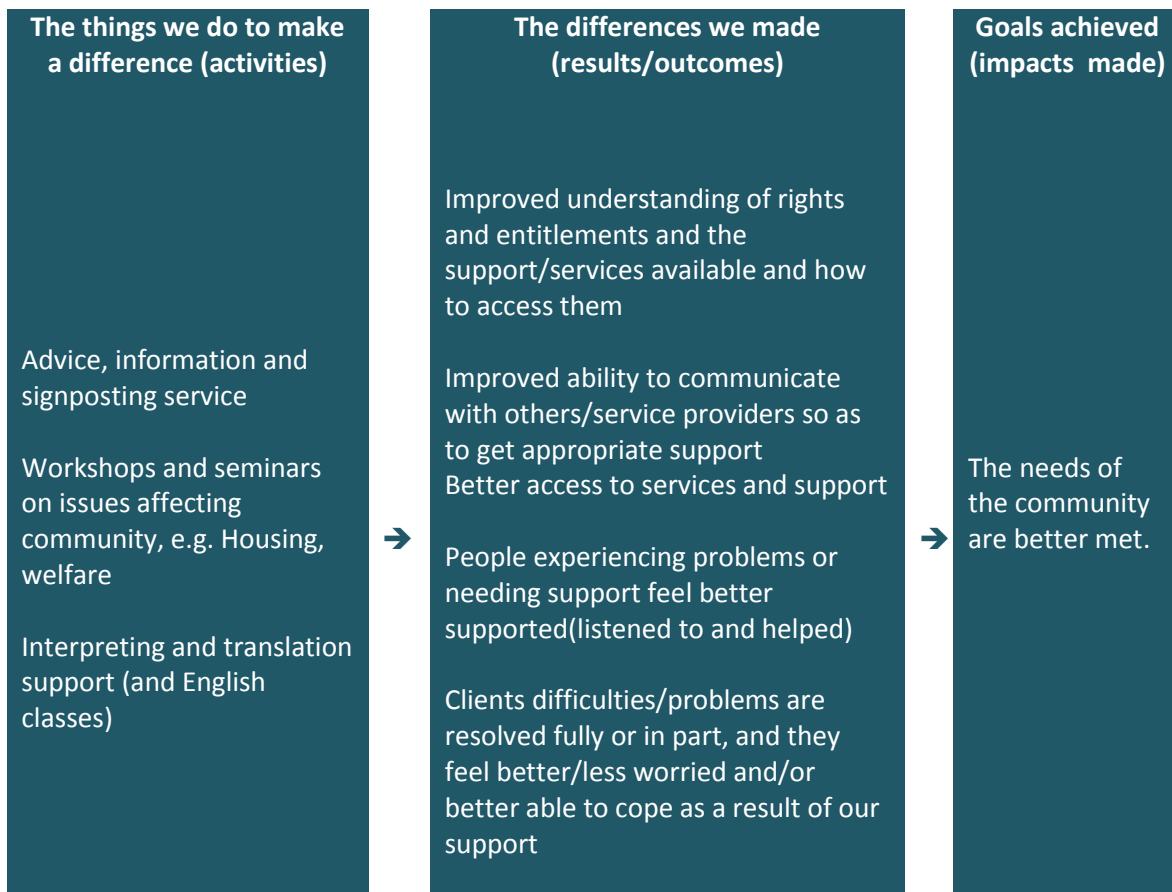 The things we do to make
a difference (activities)
Advice, information and
signposting service
Workshops and seminars
on issues affecting
community, e.g. Housing,
welfare
Interpreting and translation
support (and English
classes)
➔
The differences we made
(results/outcomes)
Improved understanding of rights
and entitlements and the
support/services available and how
to access them
Improved ability to communicate
with others/service providers so as
to get appropriate support
Better access to services and support
People experiencing problems or
needing support feel better
supported(listened to and helped)
Clients difficulties/problems are
resolved fully or in part, and they
feel better/less worried and/or
better able to cope as a result of our
support
➔
Goals achieved
(impacts  made)
The needs of
the community
are better met.